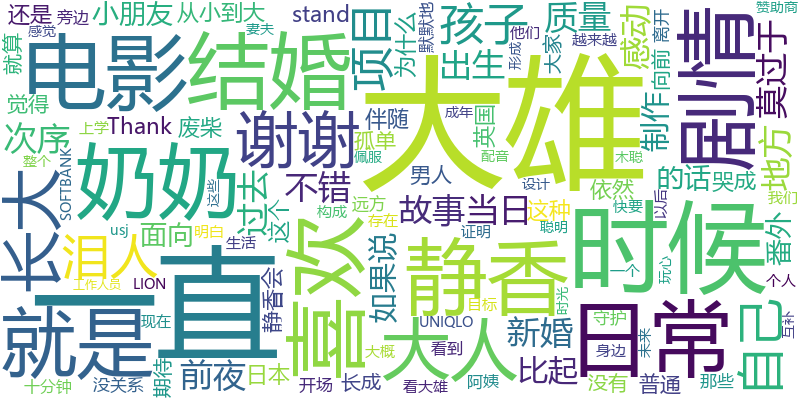 还是
感觉
旁边
小朋友
从小到大
stand
项目
为什么
默默地
他们
形成
孩子
大家
越来越
质量
感动
向前
离开
赞助商
就算
妻夫
电影
结婚
出生
剧情
莫过于
觉得
次序
上学
Thank
废柴
谢谢
伴随
孤单
佩服
成年
大雄
英国
配音
制作
木聪
地方
整个
SOFTBANK
奶奶
这些
过去
不错
男人
设计
依然
的话
哭成
我们
长大
泪人
usj
面向
明白
这个
远方
构成
存在
故事
当日
这种
证明
聪明
快要
以后
番外
工作人员
LION
生活
静香会
喜欢
如果说
静香
时候
一个
玩心
个人
就是
一直
现在
前夜
日本
大概
UNIQLO
目标
时光
新婚
守护
日常
自己
互补
十分钟
没关系
期待
开场
长成
看到
看大雄
大人
阿姨
比起
没有
身边
普通
未来
那些